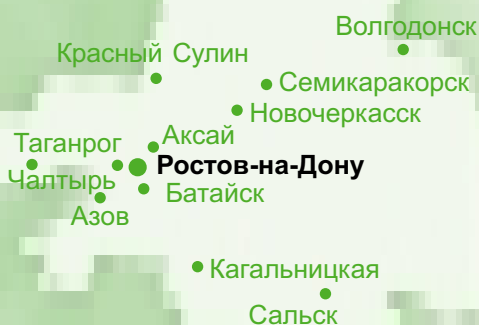 Волгодонск
Красный Сулин
Семикаракорск
Новочеркасск
Аксай
Таганрог
Ростов-на-Дону
Чалтырь
Батайск
Азов
Кагальницкая
Сальск